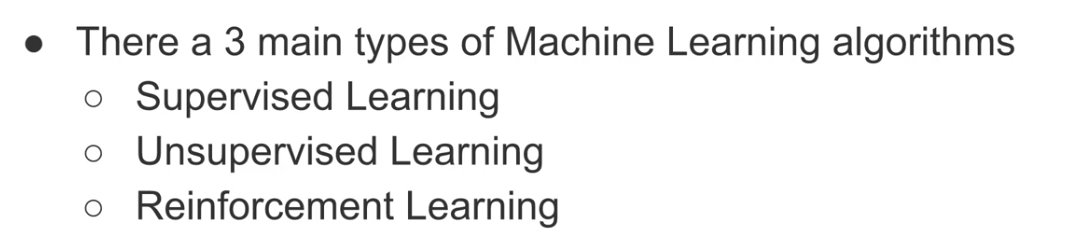 ● There a 3 main types of Machine Learning algorithms
○ Supervised Learning
○ Unsupervised Learning
○ Reinforcement Learning